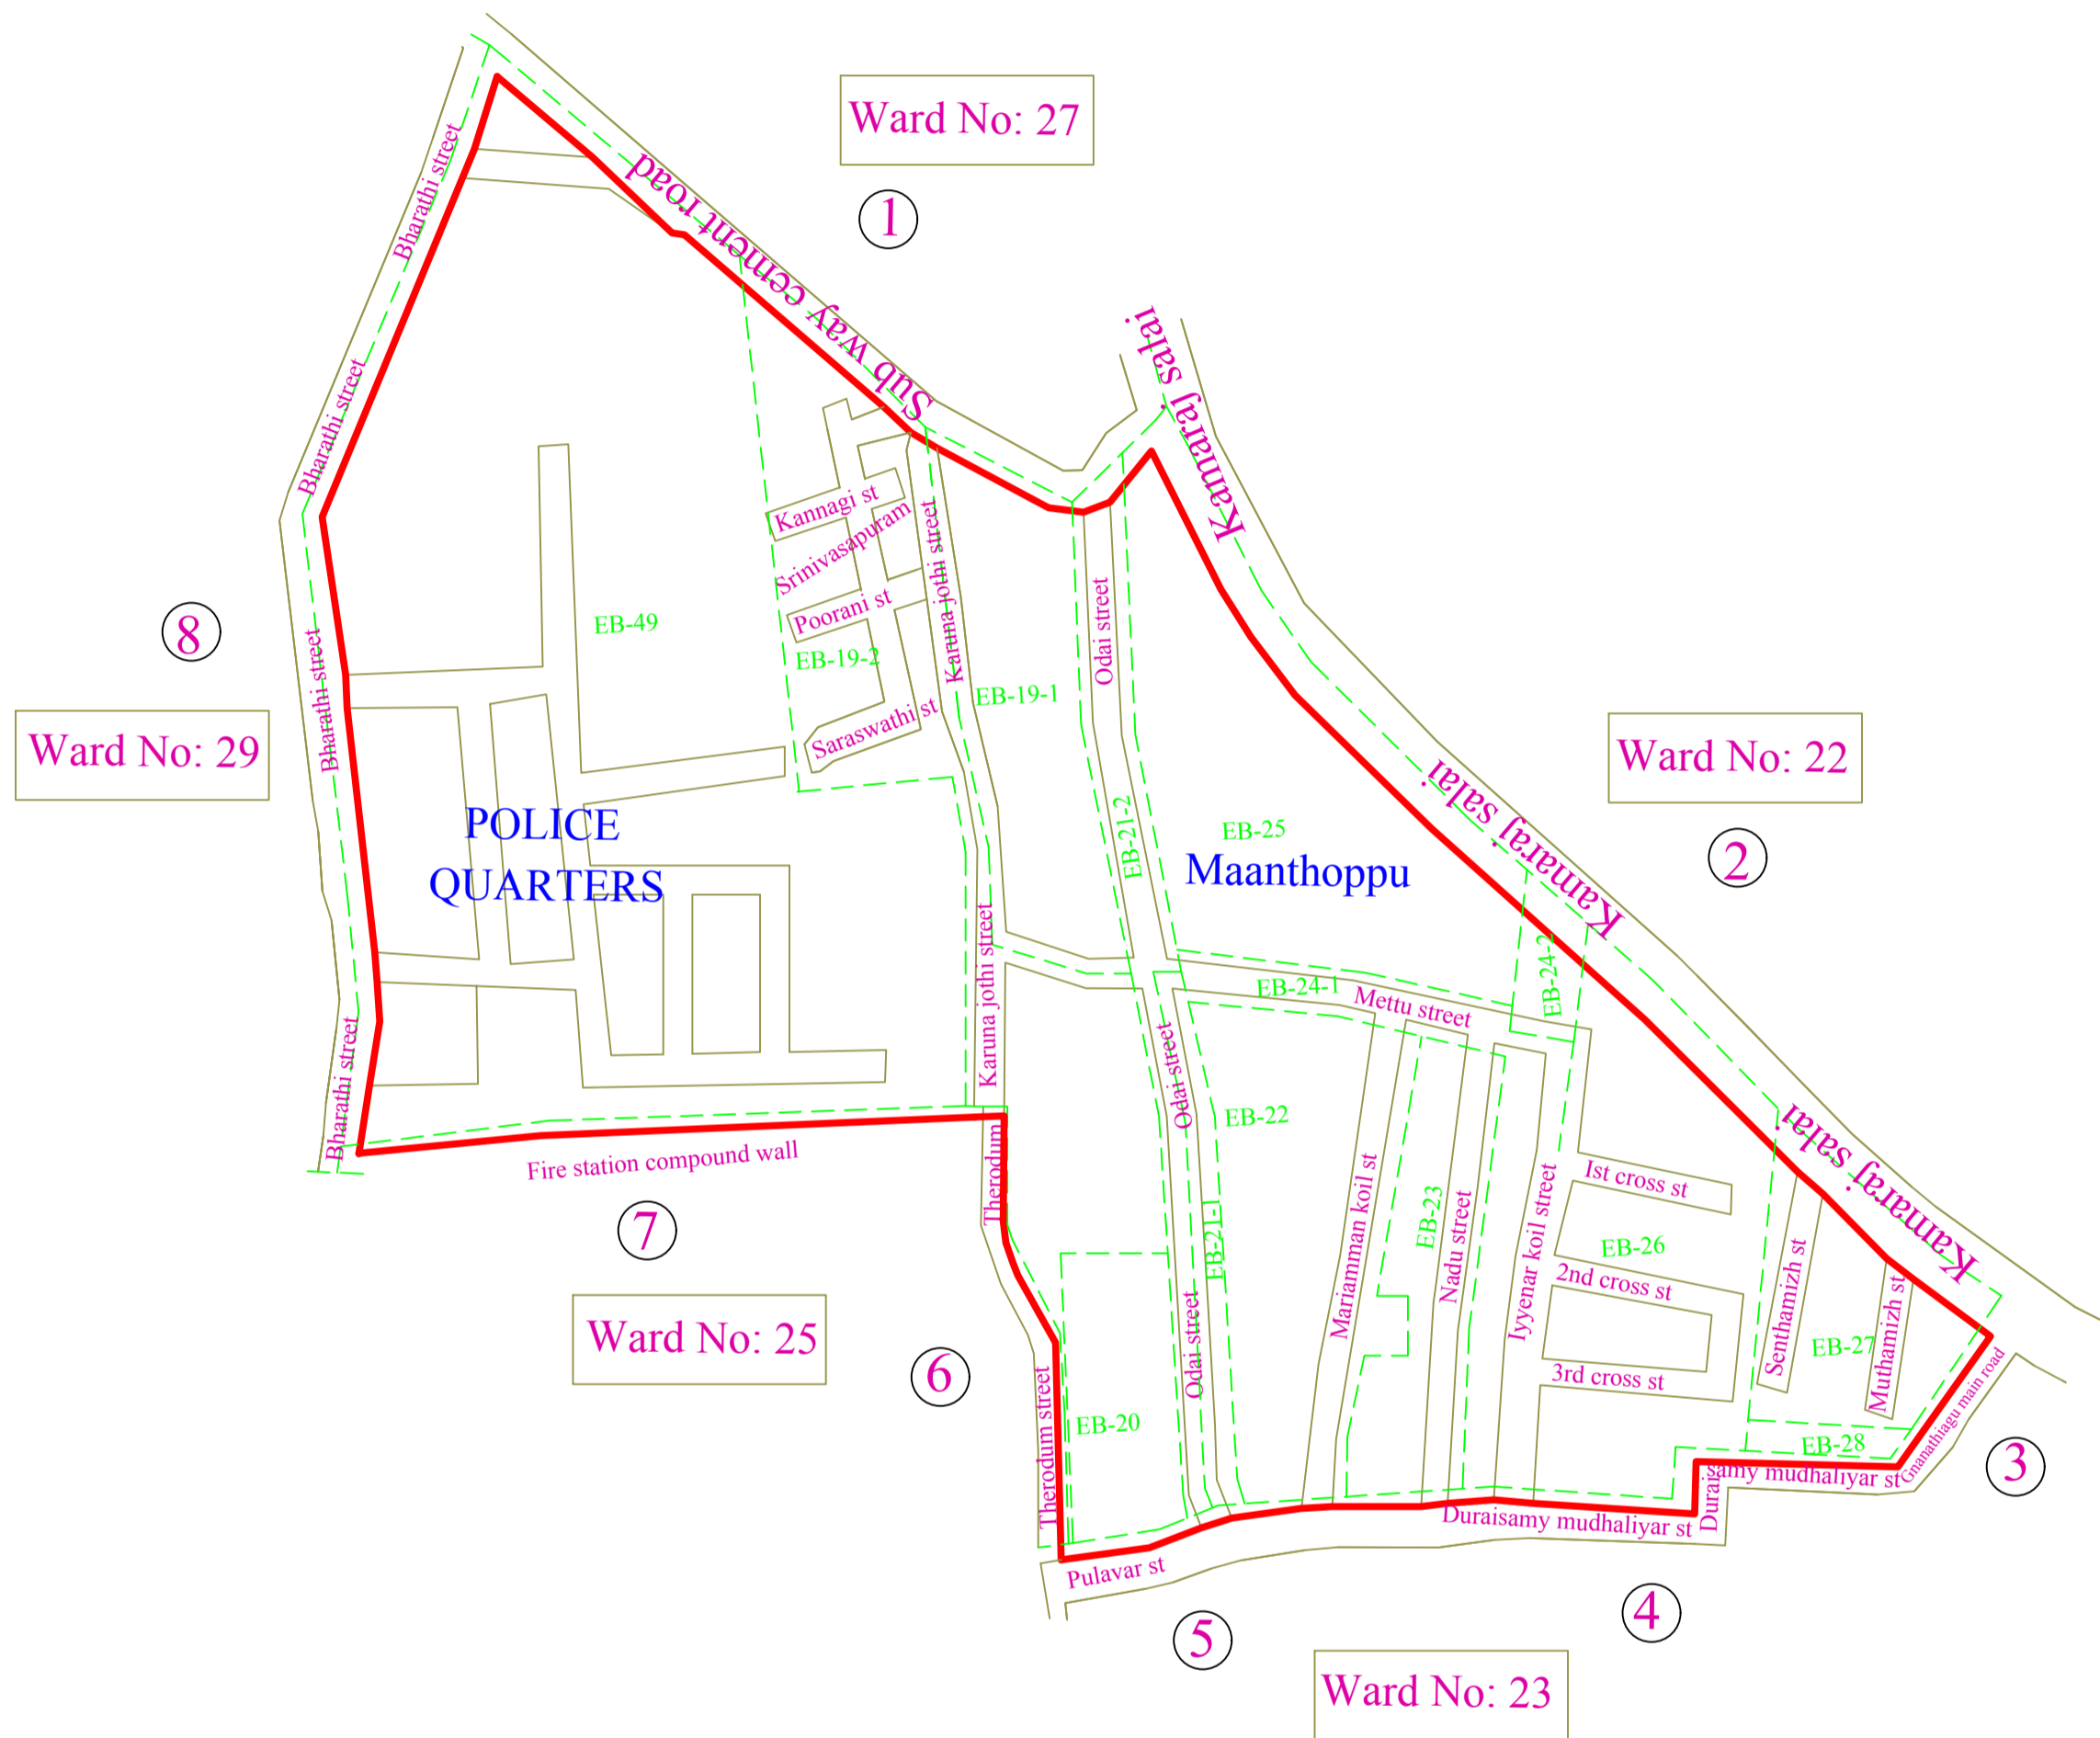 Ward No: 27
1
Bharathi street
Sub way cement road
Kamaraj salai
Bharathi street
Kannagi st
Srinivasapuram
Karuna jothi street
Odai street
Poorani st
EB-49
EB-19-2
EB-19-1
8
Bharathi street
Saraswathi st
Ward No: 29
Ward No: 22
2
Kamaraj salai
POLICE
QUARTERS
EB-21-2
EB-25
Maanthoppu
Karuna jothi street
EB-24-2
EB-24-1
Mettu street
Bharathi street
Odai street
EB-22
Kamaraj salai
Fire station compound wall
Therodum
7
EB-21-1
Mariamman koil st
EB-23
Nadu street
Iyyenar koil street
Ist cross st
EB-26
2nd cross st
3rd cross st
Senthamizh st
EB-27
Muthamizh st
Gnanathiagu main road
Ward No: 25
6
Therodum street
EB-20
Odai street
EB-28
3
Durai
samy mudhaliyar st
Duraisamy mudhaliyar st
Pulavar st
5
4
Ward No: 23